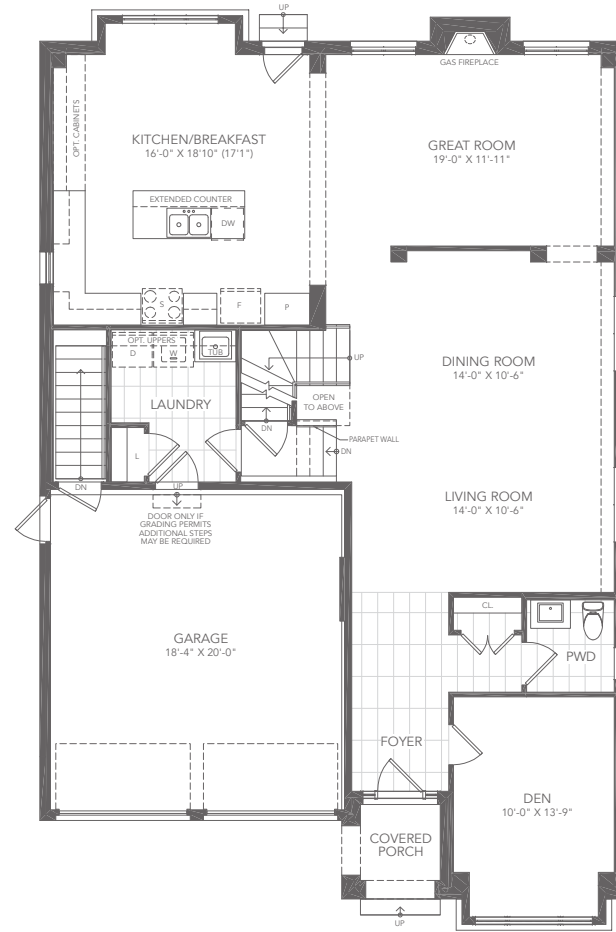 UP
GAS FIREPLACE
OPT. CABINETS
KITCHEN/BREAKFAST
16'-0" X 18'10" (17'1")
GREAT ROOM
19'-0" X 11'-11"
EXTENDED COUNTER
DW
S
F
P
OPT. UPPERS
D
W
TUB
UP
DINING ROOM
14'-0" X 10'-6"
LAUNDRY
OPEN
TO ABOVE
DN
PARAPET WALL
DN
L
DN
UP
LIVING ROOM
14'-0" X 10'-6"
DOOR ONLY IF
GRADING PERMITS
ADDITIONAL STEPS
MAY BE REQUIRED
CL.
GARAGE
18'-4" X 20'-0"
PWD
FOYER
DEN
10'-0" X 13'-9"
COVERED
PORCH
UP